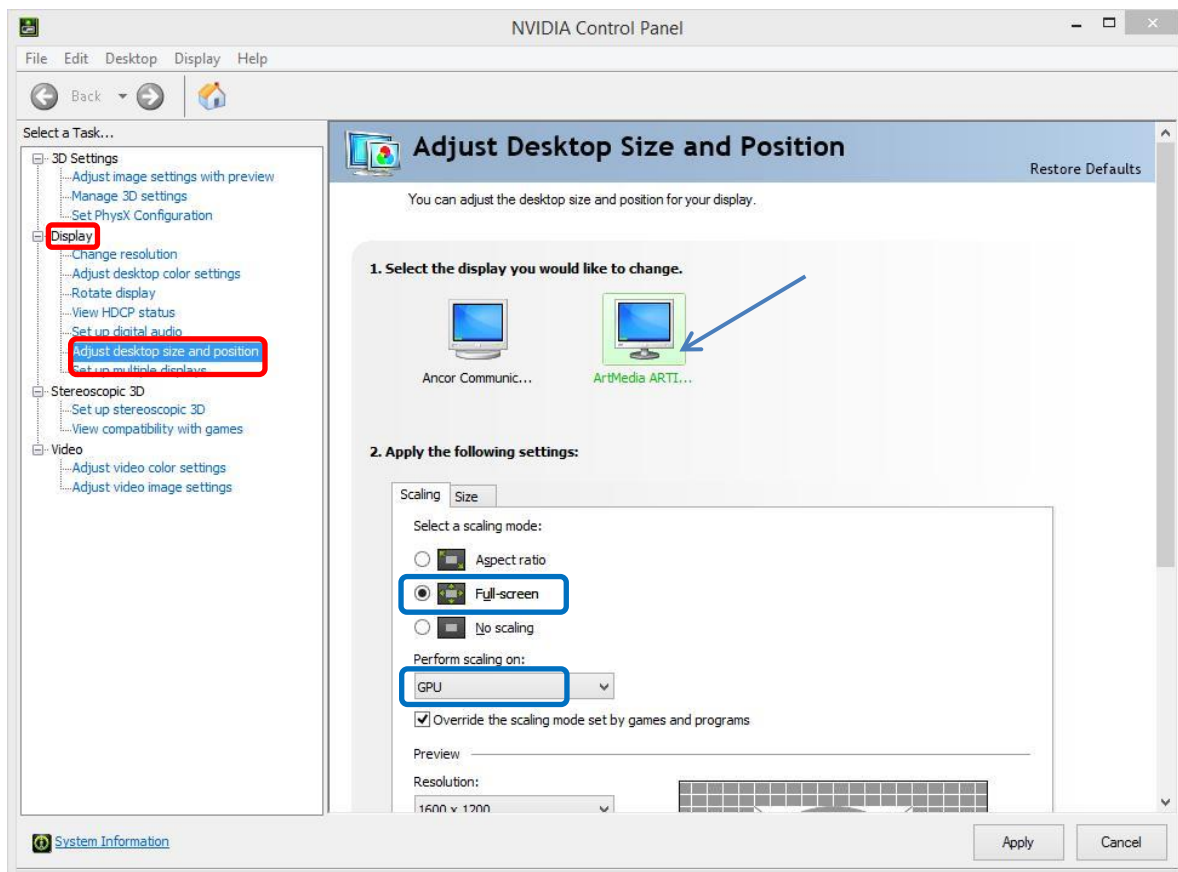 NVIDIA Control Panel
File Edit Desktop Display Help
Back
Select a Task...
3D Settings
Adjust image settings with preview
Manage 3D settings
Set PhysX Configuration
Display
Change resolution
Adjust desktop color settings
Rotate display
View HDCP status
Set up digital audio
Adjust desktop size and position
Set up multiple displays
Stereoscopic 3D
Set up stereoscopic 3D
View compatibility with games
Video
Adjust video color settings
Adjust video image settings
Adjust Desktop Size and Position
Restore Defaults
You can adjust the desktop size and position for your display.
1. Select the display you would like to change.
Ancor Communic... ArtMedia ARTI...
2. Apply the following settings:
Scaling Size
Select a scaling mode:
Aspect ratio
Full-screen
No scaling
Perform scaling on:
GPU
Override the scaling mode set by games and programs
Preview
Resolution:
1600 x 1200
System Information
Apply Cancel